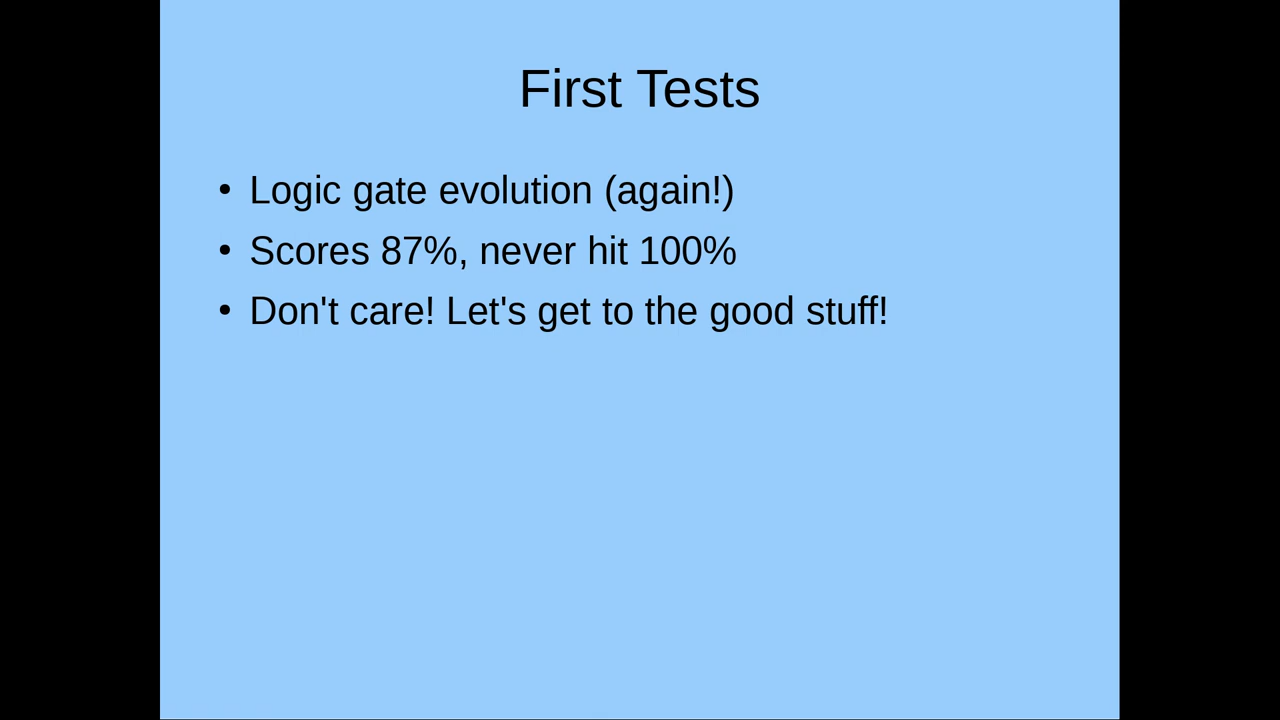 First Tests
• Logic gate evolution (again!)
• Scores 87%, never hit 100%
• Don't care! Let's get to the good stuff!